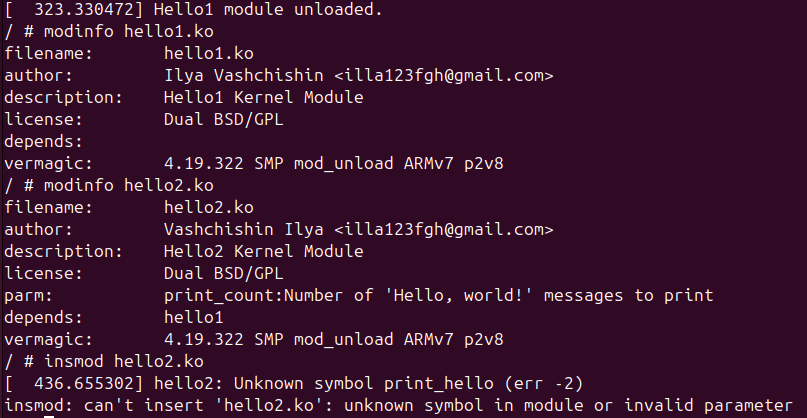 [  323.330472] Hello1 module unloaded.
/ # modinfo hello1.ko
filename:       hello1.ko
author:         Ilya Vashchishin <illa123fgh@gmail.com>
description:    Hello1 Kernel Module
license:        Dual BSD/GPL
depends:
vermagic:       4.19.322 SMP mod_unload ARMv7 p2v8
/ # modinfo hello2.ko
filename:       hello2.ko
author:         Vashchishin Ilya <illa123fgh@gmail.com>
description:    Hello2 Kernel Module
license:        Dual BSD/GPL
parm:           print_count:Number of 'Hello, world!' messages to print
depends:        hello1
vermagic:       4.19.322 SMP mod_unload ARMv7 p2v8
/ # insmod hello2.ko
[  436.655302] hello2: Unknown symbol print_hello (err -2)
insmod: can't insert 'hello2.ko': unknown symbol in module or invalid parameter